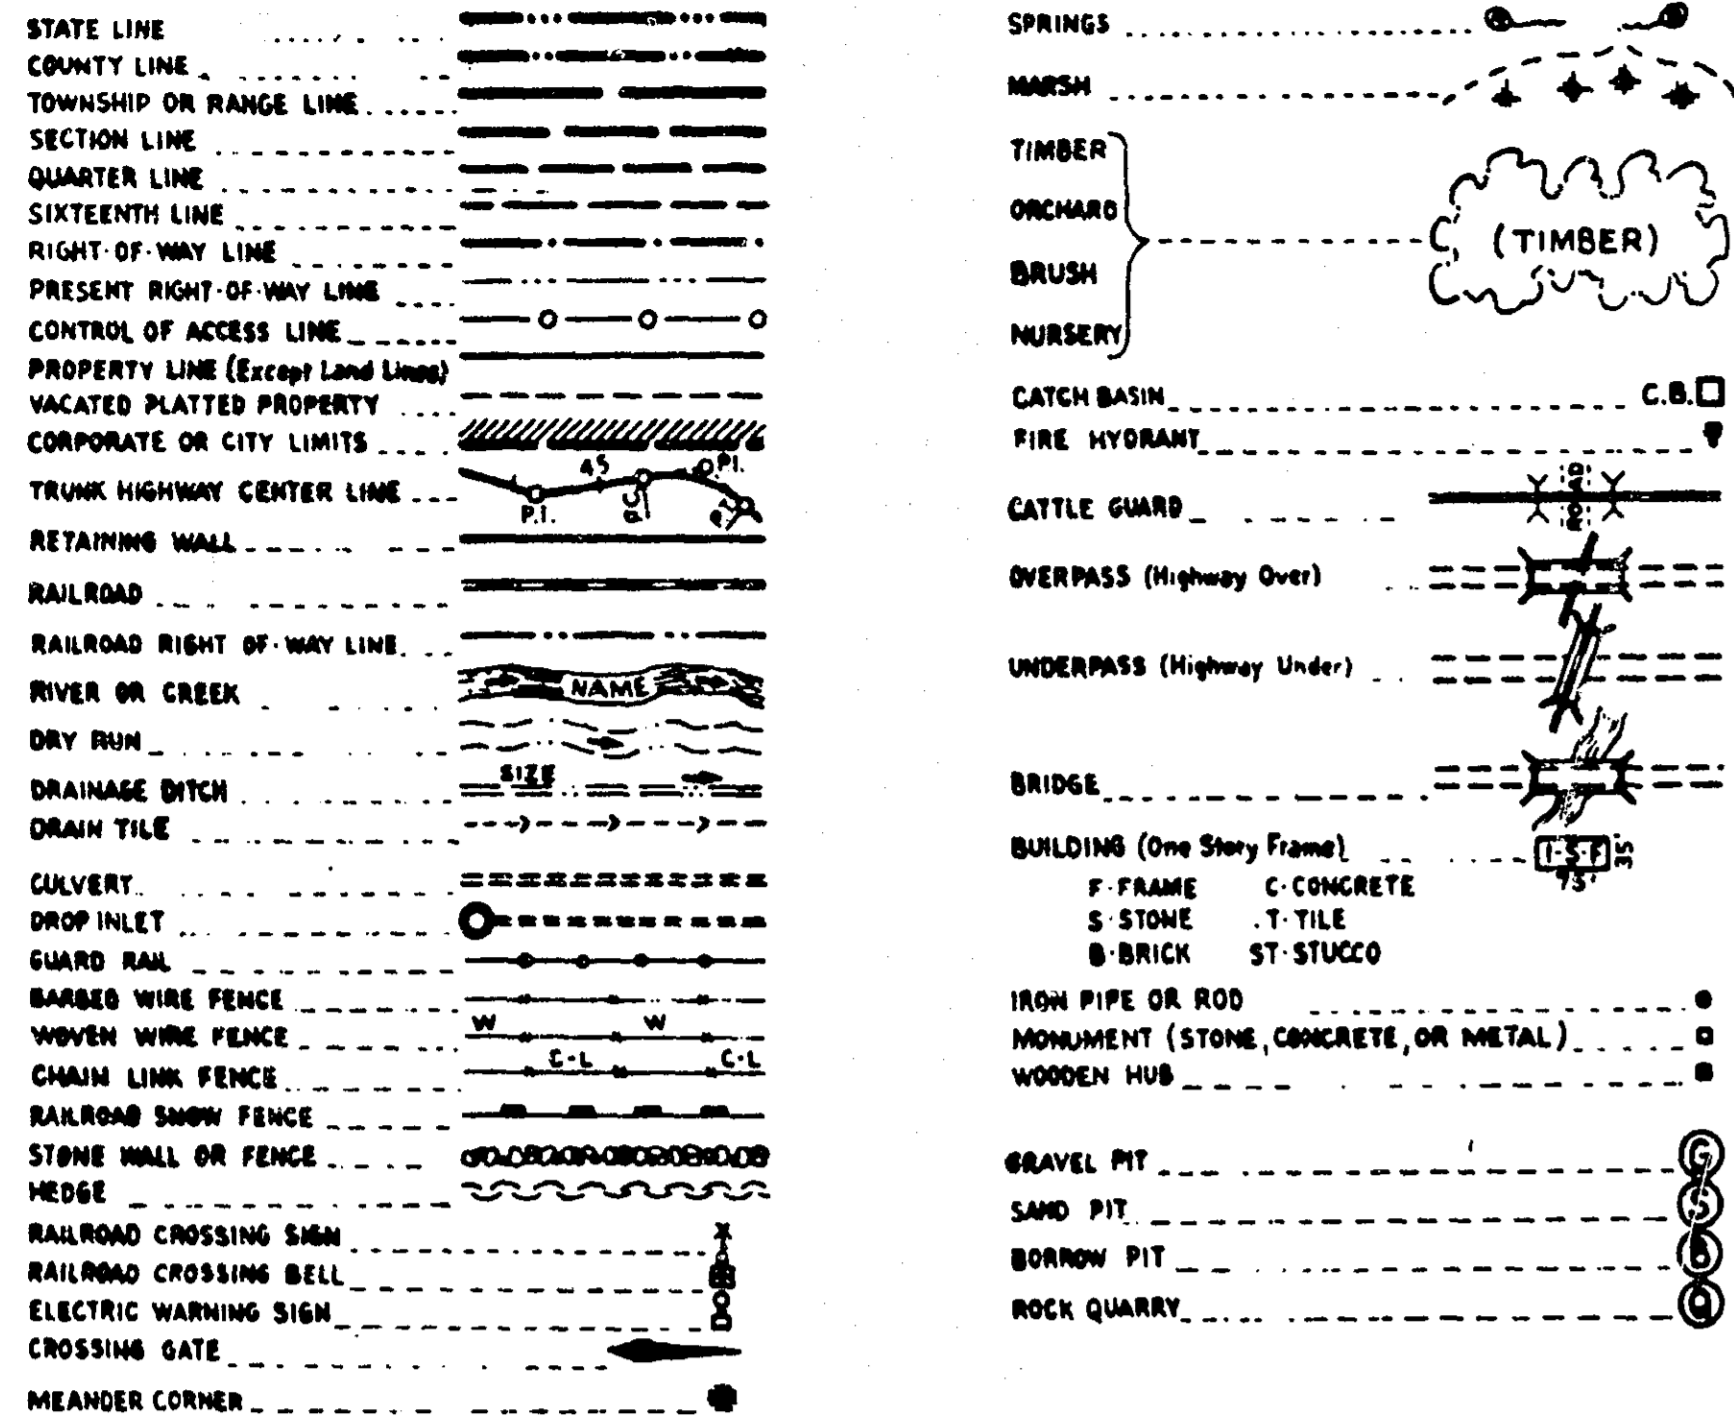 STATE LINE
COUNTY LINE
TOWNSHIP OR RANGE LINE
SECTION LINE
QUARTER LINE
SIXTEENTH LINE
RIGHT·OF·WAY LINE
PRESENT RIGHT·OF·WAY LINE
CONTROL OF ACCESS LINE
PROPERTY LINE (Except Land Lines)
VACATED PLATTED PROPERTY
CORPORATE OR CITY LIMITS
TRUNK HIGHWAY CENTER LINE
45
P.I.
P.I.
P.C.
P.T.
RETAINING WALL
RAILROAD
RAILROAD RIGHT OF·WAY LINE
RIVER OR CREEK
NAME
DRY RUN
DRAINAGE DITCH
SIZE
DRAIN TILE
CULVERT
DROP INLET
GUARD RAIL
BARBED WIRE FENCE
WOVEN WIRE FENCE
W W
CHAIN LINK FENCE
C-L C-L
RAILROAD SNOW FENCE
STONE WALL OR FENCE
HEDGE
RAILROAD CROSSING SIGN
RAILROAD CROSSING BELL
ELECTRIC WARNING SIGN
CROSSING GATE
MEANDER CORNER
SPRINGS
MARSH
TIMBER
ORCHARD
BRUSH
NURSERY
(TIMBER)
CATCH BASIN
C.B.
FIRE HYDRANT
CATTLE GUARD
ROAD
OVERPASS (Highway Over)
UNDERPASS (Highway Under)
BRIDGE
BUILDING (One Story Frame)
1-S-F
35'
75'
F·FRAME C·CONCRETE
S·STONE T·TILE
B·BRICK ST·STUCCO
IRON PIPE OR ROD
MONUMENT (STONE, CONCRETE, OR METAL)
WOODEN HUB
GRAVEL PIT
G
SAND PIT
S
BORROW PIT
B
ROCK QUARRY
Q